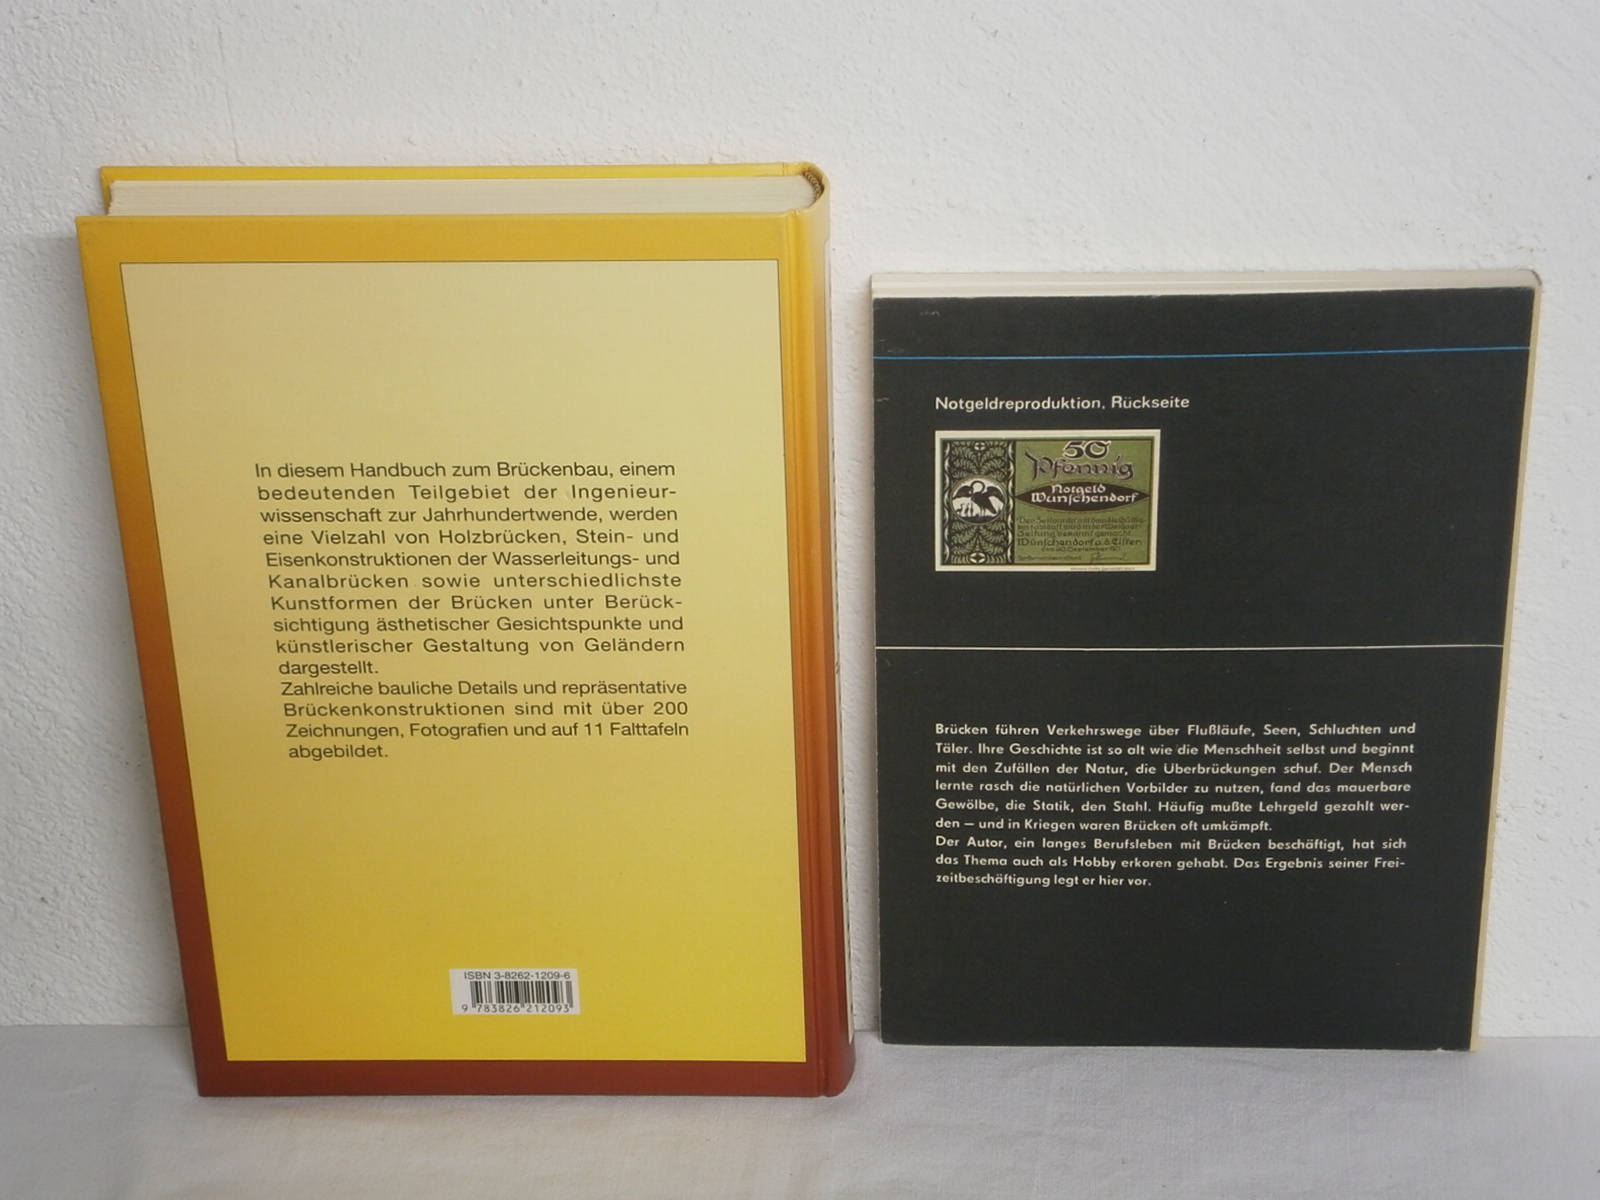 In diesem Handbuch zum Brückenbau, einem
bedeutenden Teilgebiet der Ingenieur-
wissenschaft zur Jahrhundertwende, werden
eine Vielzahl von Holzbrücken, Stein- und
Eisenkonstruktionen der Wasserleitungs- und
Kanalbrücken sowie unterschiedlichste
Kunstformen der Brücken unter Berück-
sichtigung ästhetischer Gesichtspunkte und
künstlerischer Gestaltung von Geländern
dargestellt.
Zahlreiche bauliche Details und repräsentative
Brückenkonstruktionen sind mit über 200
Zeichnungen, Fotografien und auf 11 Falttafeln
abgebildet.
ISBN 3-8262-1209-6
9 783826 212093
Notgeldreproduktion, Rückseite
50
Pfennig
Notgeld
Wünschendorf
Wünschendorf a.d. Elster
Brücken führen Verkehrswege über Flußläufe, Seen, Schluchten und
Täler. Ihre Geschichte ist so alt wie die Menschheit selbst und beginnt
mit den Zufällen der Natur, die Überbrückungen schuf. Der Mensch
lernte rasch die natürlichen Vorbilder zu nutzen, fand das mauerbare
Gewölbe, die Statik, den Stahl. Häufig mußte Lehrgeld gezahlt wer-
den — und in Kriegen waren Brücken oft umkämpft.
Der Autor, ein langes Berufsleben mit Brücken beschäftigt, hat sich
das Thema auch als Hobby erkoren gehabt. Das Ergebnis seiner Frei-
zeitbeschäftigung legt er hier vor.